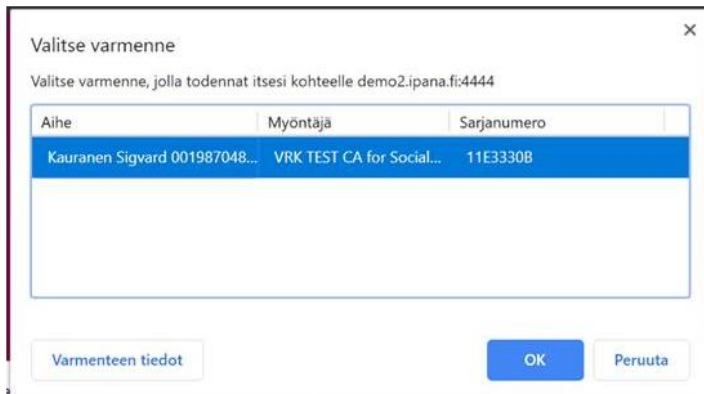 Valitse varmenne
Valitse varmenne, jolla todennat itsesi kohteelle demo2.ipana.fi:4444
Aihe Myöntäjä Sarjanumero
Kauranen Sigvard 001987048... VRK TEST CA for Social... 11E3330B
Varmenteen tiedot OK Peruuta